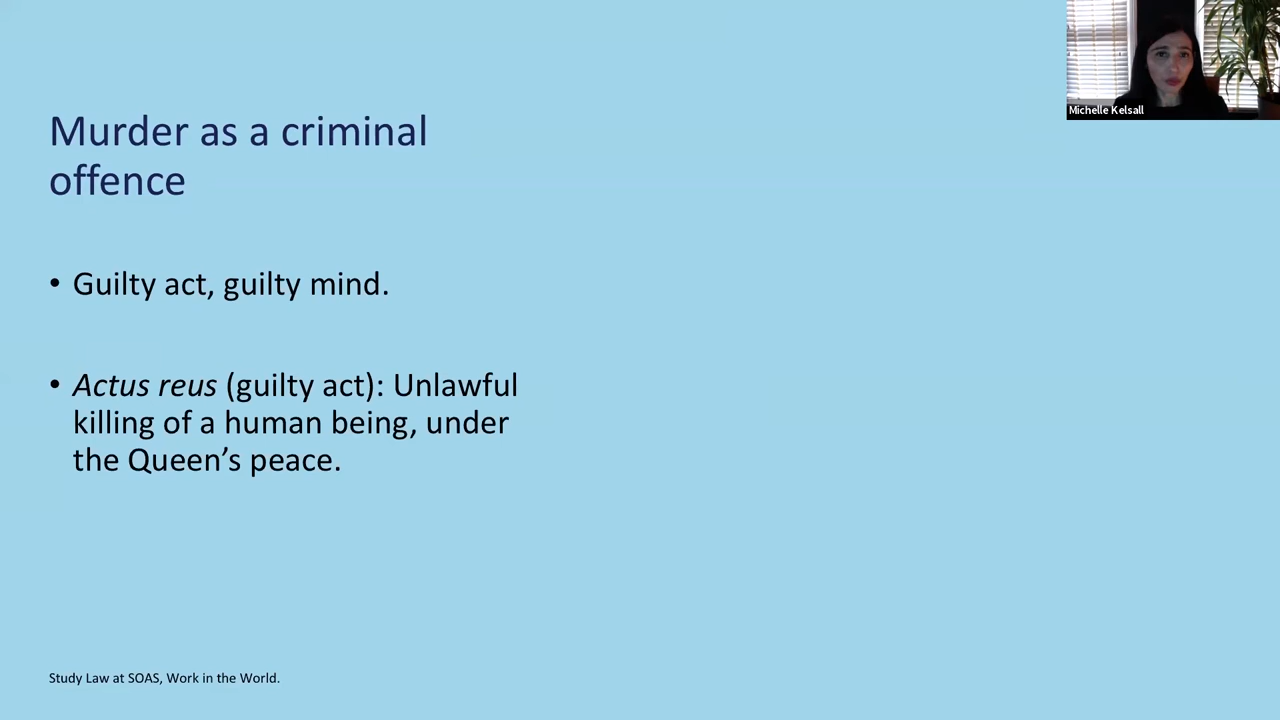 Michelle Kelsall
Murder as a criminal
offence
• Guilty act, guilty mind.
• Actus reus (guilty act): Unlawful
killing of a human being, under
the Queen’s peace.
Study Law at SOAS, Work in the World.